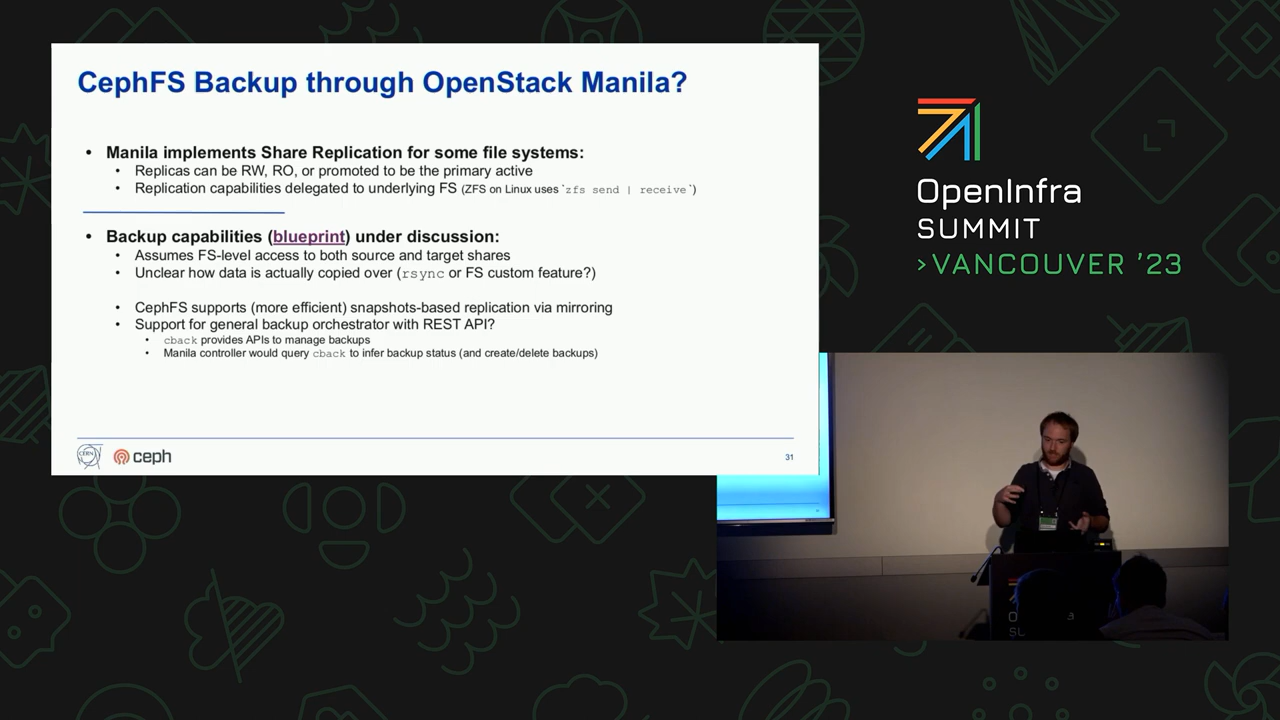 CephFS Backup through OpenStack Manila?
• Manila implements Share Replication for some file systems:
• Replicas can be RW, RO, or promoted to be the primary active
• Replication capabilities delegated to underlying FS (ZFS on Linux uses `zfs send | receive`)
• Backup capabilities (blueprint) under discussion:
• Assumes FS-level access to both source and target shares
• Unclear how data is actually copied over (rsync or FS custom feature?)
• CephFS supports (more efficient) snapshots-based replication via mirroring
• Support for general backup orchestrator with REST API?
• cback provides APIs to manage backups
• Manila controller would query cback to infer backup status (and create/delete backups)
CERN
ceph
31
OpenInfra
SUMMIT
>VANCOUVER ’23